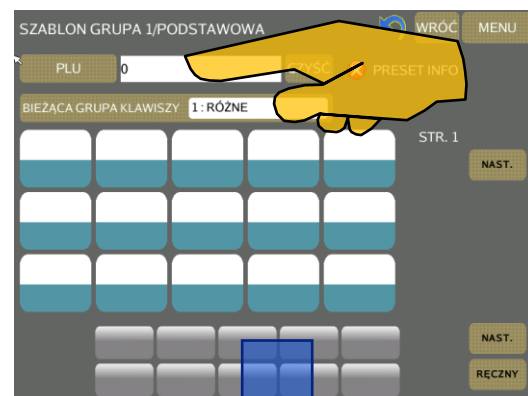 SZABLON GRUPA 1/PODSTAWOWA WRÓĆ MENU
PLU 0 CZYŚĆ PRESET INFO
BIEŻĄCA GRUPA KLAWISZY 1 : RÓŻNE
STR. 1
NAST.
NAST.
RĘCZNY